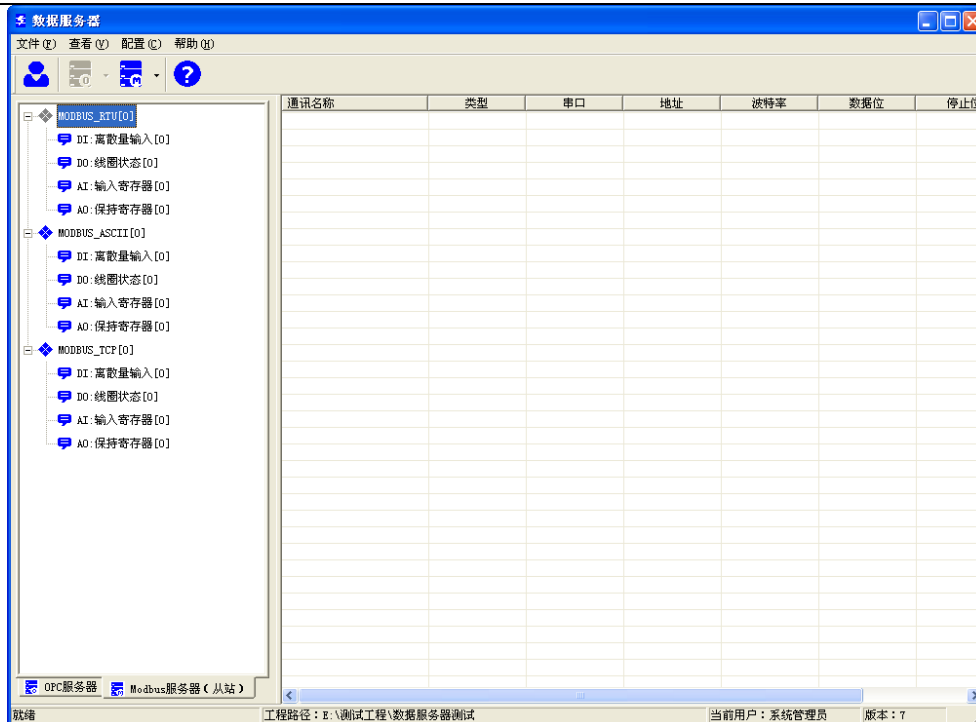 数据服务器
文件(F) 查看(V) 配置(C) 帮助(H)
通讯名称 类型 串口 地址 波特率 数据位 停止位
MODBUS_RTU[0]
DI:离散量输入[0]
DO:线圈状态[0]
AI:输入寄存器[0]
AO:保持寄存器[0]
MODBUS_ASCII[0]
DI:离散量输入[0]
DO:线圈状态[0]
AI:输入寄存器[0]
AO:保持寄存器[0]
MODBUS_TCP[0]
DI:离散量输入[0]
DO:线圈状态[0]
AI:输入寄存器[0]
AO:保持寄存器[0]
OPC服务器 Modbus服务器(从站)
就绪 工程路径:E:\测试工程\数据服务器测试 当前用户:系统管理员 版本:7